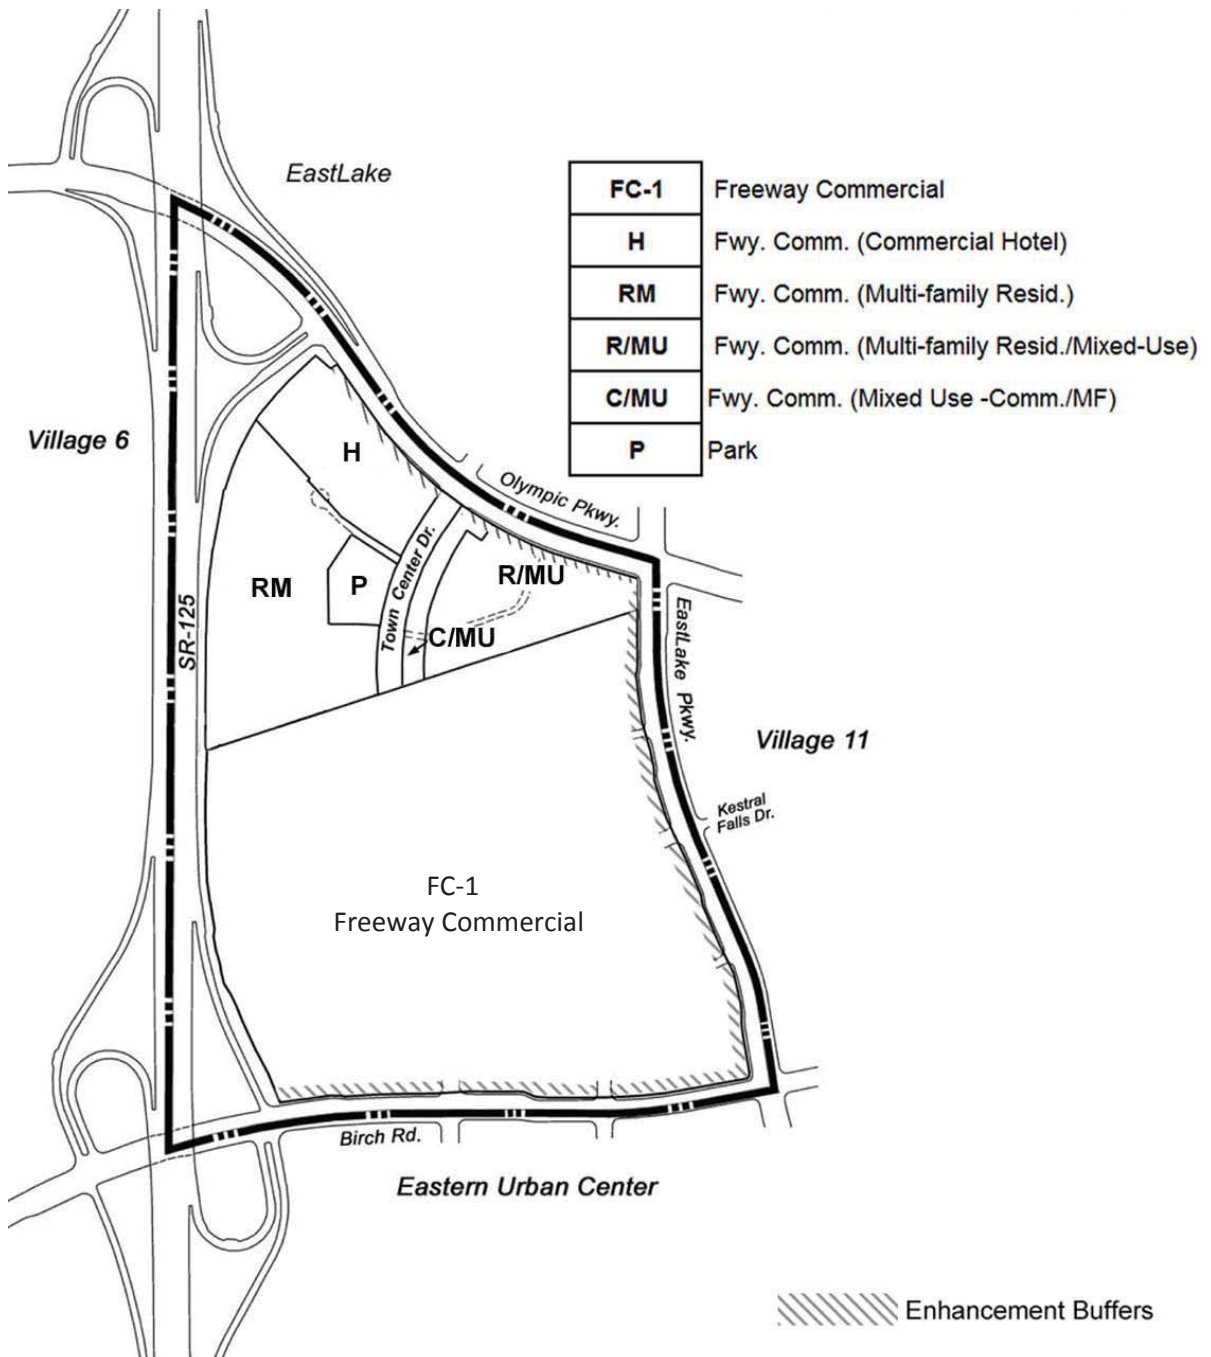 EastLake
FC-1 Freeway Commercial
H Fwy. Comm. (Commercial Hotel)
RM Fwy. Comm. (Multi-family Resid.)
R/MU Fwy. Comm. (Multi-family Resid./Mixed-Use)
C/MU Fwy. Comm. (Mixed Use -Comm./MF)
P Park
Village 6
H
Olympic Pkwy.
Town Center Dr.
R/MU
RM
P
C/MU
SR-125
EastLake Pkwy.
Village 11
Kestral
Falls Dr.
FC-1
Freeway Commercial
Birch Rd.
Eastern Urban Center
Enhancement Buffers